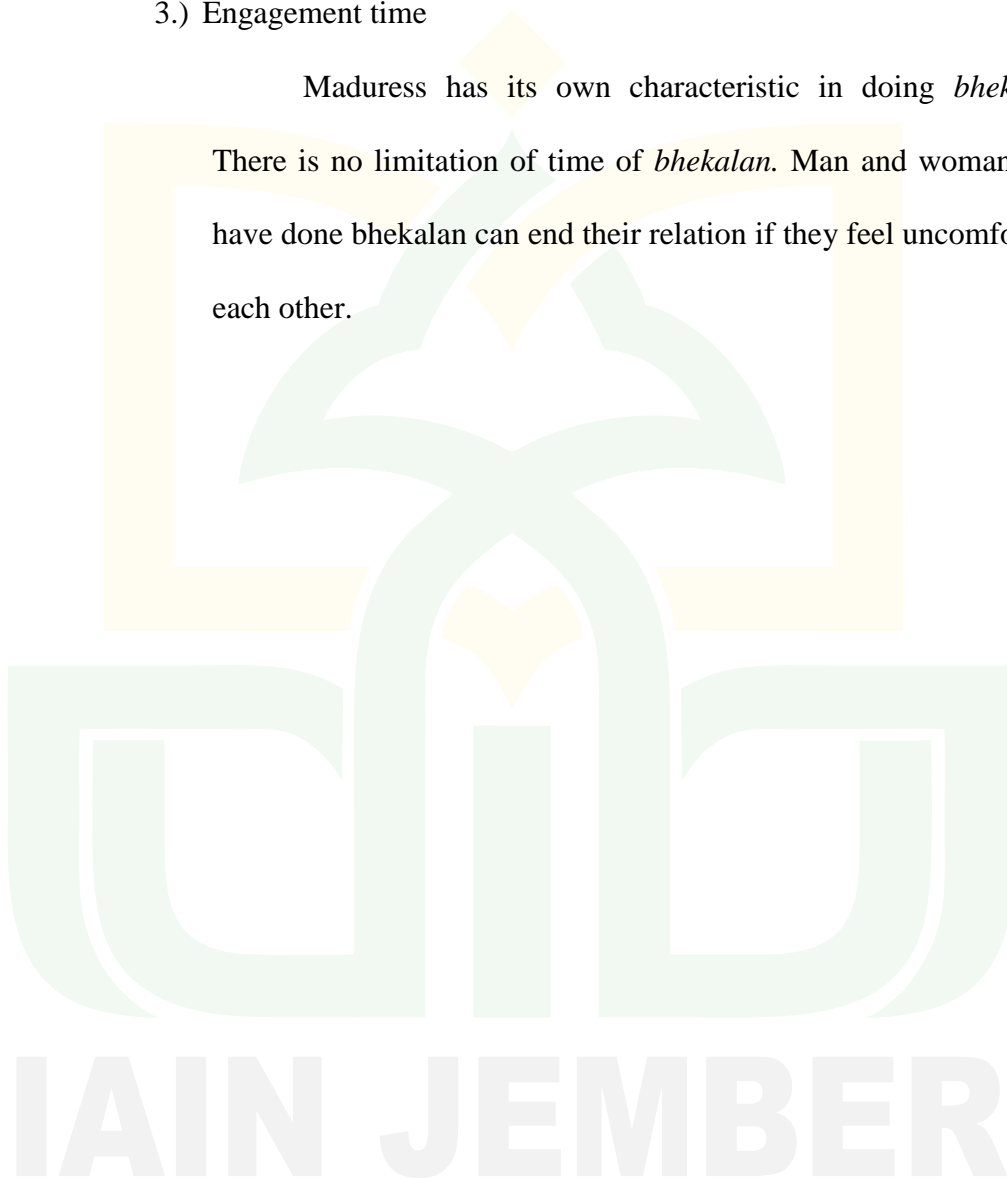 3.) Engagement time
Maduress has its own characteristic in doing
There is no limitation of time of bhekalan. Man and woman
have done bhekalan can end their relation if they feel
each other.
IAIN JEMBER